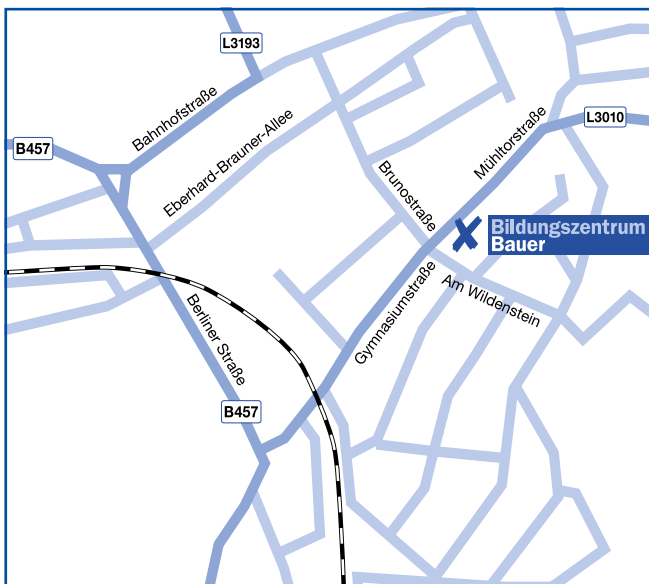 L3193
Bahnhofstraße
B457
Eberhard-Brauner-Allee
Mühltorstraße
L3010
Brunostraße
Bildungszentrum
Bauer
Gymnasiumstraße
Am Wildenstein
Berliner Straße
B457